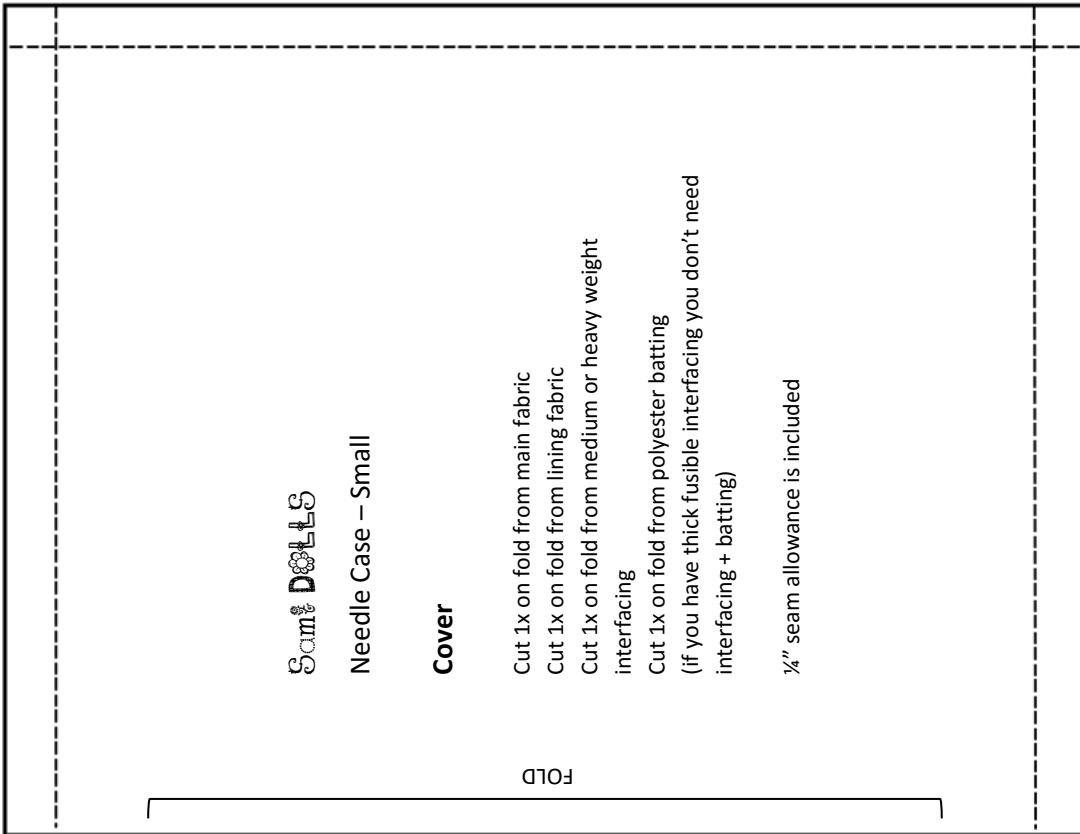 Sami DOLLS
Needle Case – Small
Cover
Cut 1x on fold from main fabric
Cut 1x on fold from lining fabric
Cut 1x on fold from medium or heavy weight
interfacing
Cut 1x on fold from polyester batting
(if you have thick fusible interfacing you don’t need
interfacing + batting)
¼” seam allowance is included
FOLD